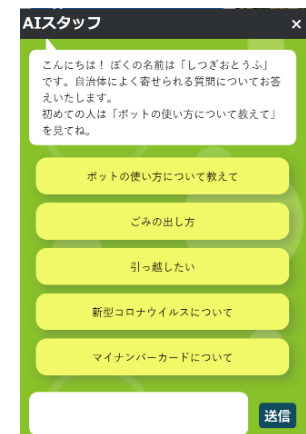 AIスタッフ ×
こんにちは！ ぼくの名前は「しつぎおとうふ」
です。自治体によく寄せられる質問についてお答
えいたします。
初めての人は「ボットの使い方について教えて」
を見てね。
ボットの使い方について教えて
ごみの出し方
引っ越したい
新型コロナウイルスについて
マイナンバーカードについて
送信